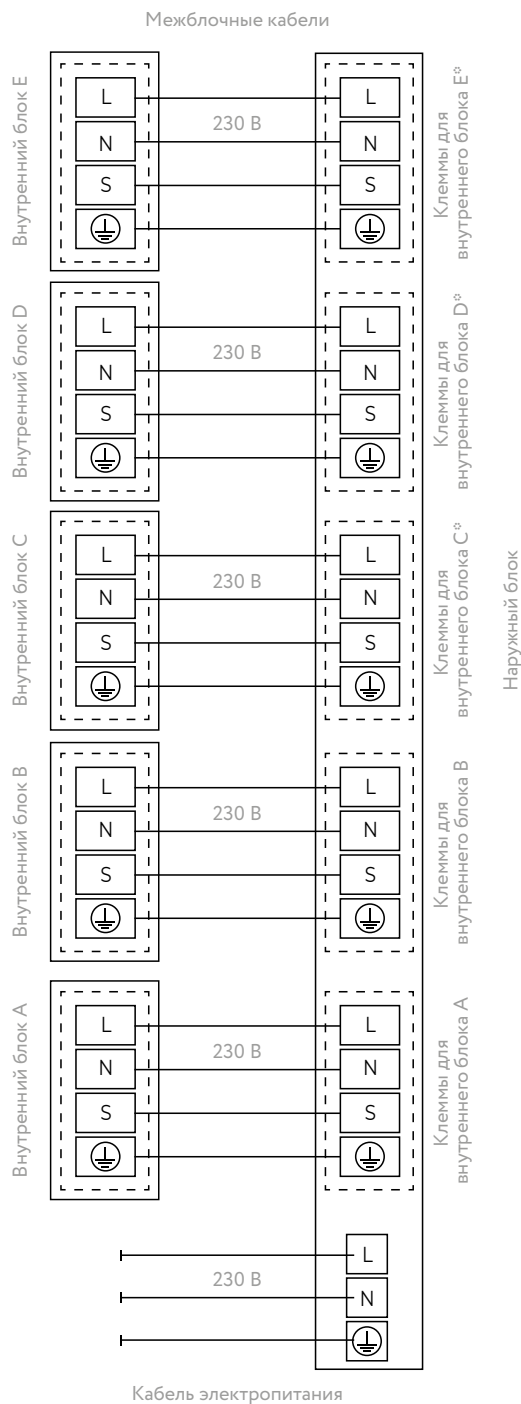 Межблочные кабели
Внутренний блок E
L
N
S
230 В
L
N
S
Клеммы для
внутреннего блока E*
Внутренний блок D
L
N
S
230 В
L
N
S
Клеммы для
внутреннего блока D*
Внутренний блок C
L
N
S
230 В
L
N
S
Клеммы для
внутреннего блока C*
Наружный блок
Внутренний блок B
L
N
S
230 В
L
N
S
Клеммы для
внутреннего блока B
Внутренний блок A
L
N
S
230 В
L
N
S
Клеммы для
внутреннего блока A
230 В
L
N
Кабель электропитания